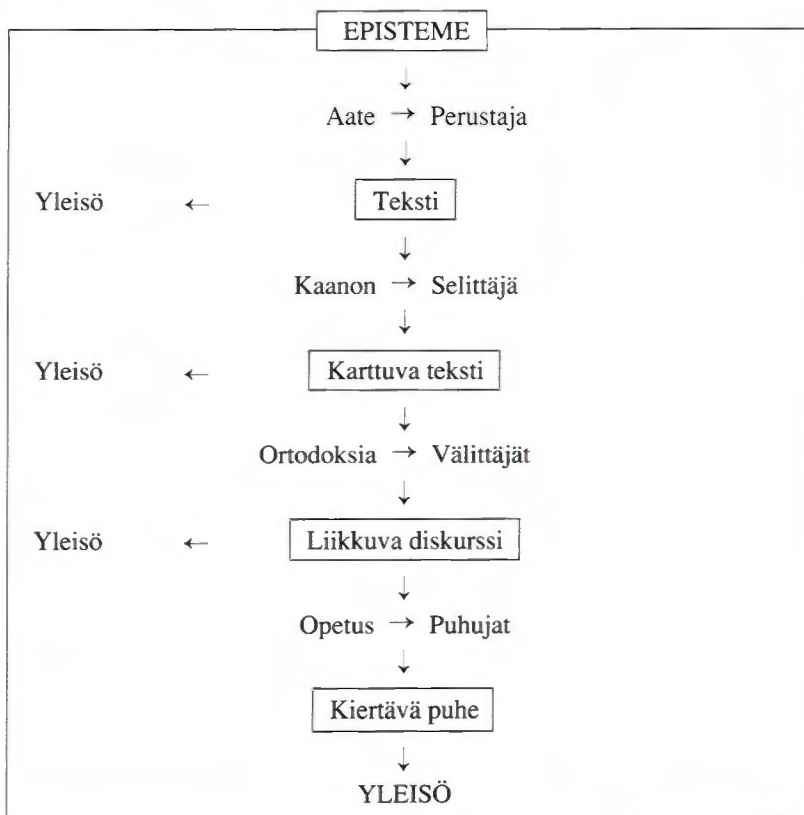 EPISTEME
↓
Aate → Perustaja
↓
Yleisö ← Teksti
↓
Kaanon → Selittäjä
↓
Yleisö ← Karttuva teksti
↓
Ortodoksia → Välittäjät
↓
Yleisö ← Liikkuva diskurssi
↓
Opetus → Puhujat
↓
Kiertävä puhe
↓
YLEISÖ